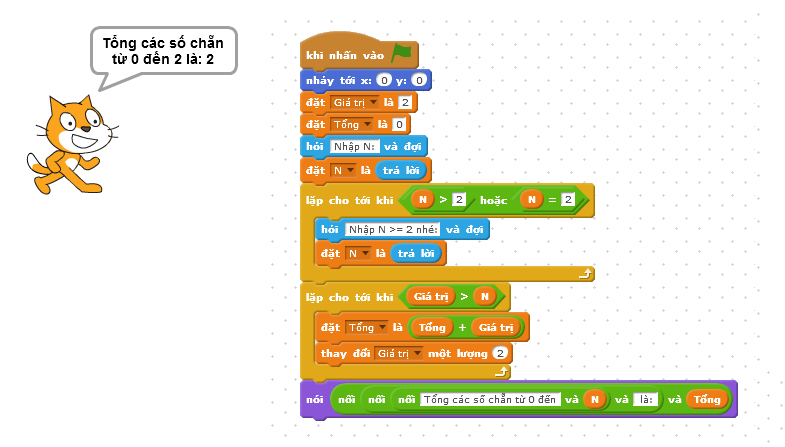 Tổng các số chẵn
từ 0 đến 2 là: 2
khi nhấn vào
nhảy tới x: 0 y: 0
đặt Giá trị là 2
đặt Tổng là 0
hỏi Nhập N: và đợi
đặt N là trả lời
lặp cho tới khi N > 2 hoặc N = 2
hỏi Nhập N >= 2 nhé: và đợi
đặt N là trả lời
lặp cho tới khi Giá trị > N
đặt Tổng là Tổng + Giá trị
thay đổi Giá trị một lượng 2
nói nối nối nối Tổng các số chẵn từ 0 đến và N và là: và Tổng